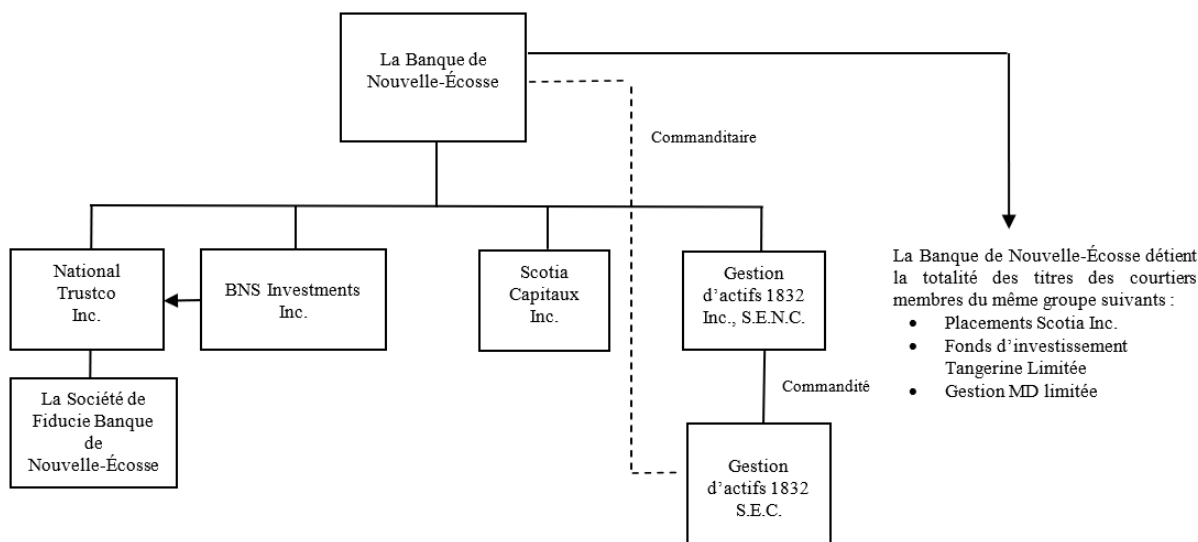 La Banque de
Nouvelle-Écosse
Commanditaire
National
Trustco
Inc.
BNS Investments
Inc.
Scotia
Capitaux
Inc.
Gestion
d'actifs 1832
Inc., S.E.N.C.
La Banque de Nouvelle-Écosse détient
la totalité des titres des courtiers
membres du même groupe suivants :
• Placements Scotia Inc.
• Fonds d'investissement
Tangerine Limitée
• Gestion MD limitée
Commandité
La Société de
Fiducie Banque
de
Nouvelle-Écosse
Gestion
d'actifs 1832
S.E.C.